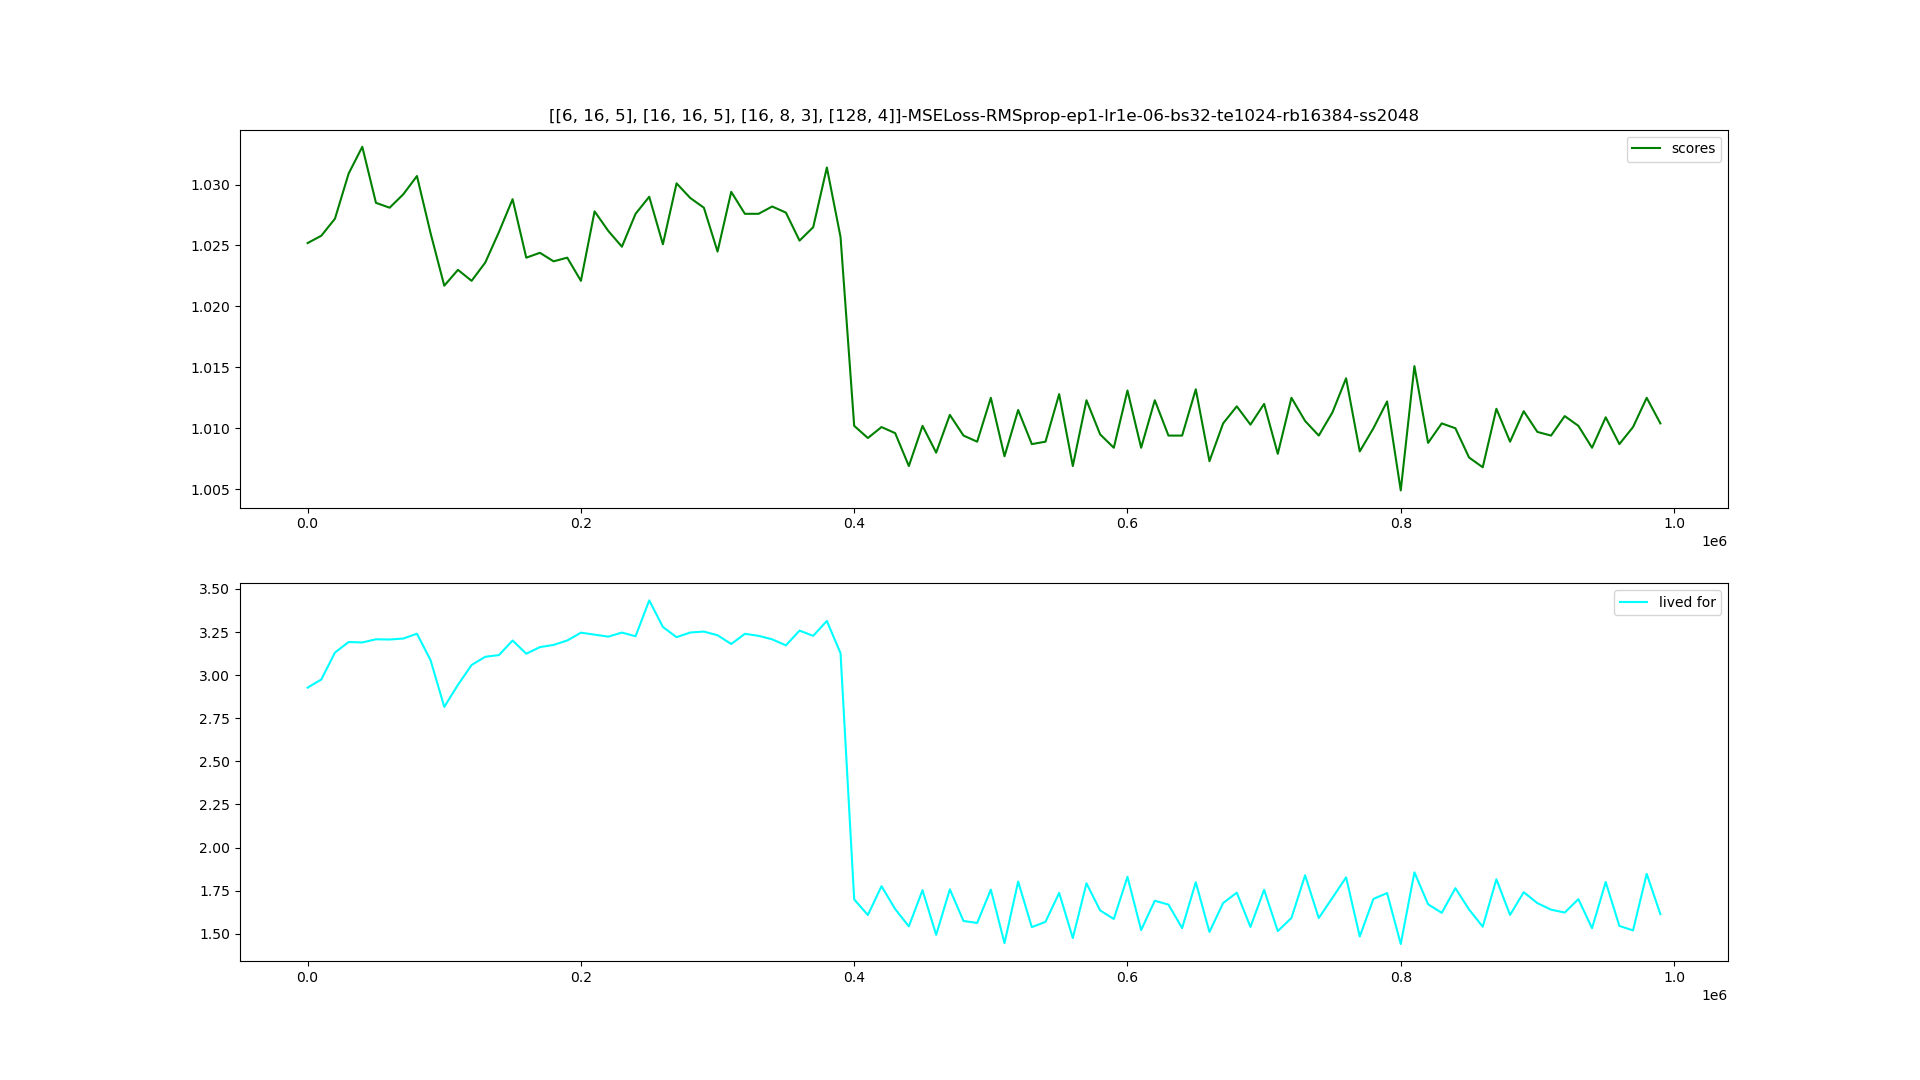 [[6, 16, 5], [16, 16, 5], [16, 8, 3], [128, 4]]-MSELoss-RMSprop-ep1-lr1e-06-bs32-te1024-rb16384-ss2048
scores
1.030
1.025
1.020
1.015
1.010
1.005
0.0 0.2 0.4 0.6 0.8 1.0
1e6
lived for
3.50
3.25
3.00
2.75
2.50
2.25
2.00
1.75
1.50
0.0 0.2 0.4 0.6 0.8 1.0
1e6